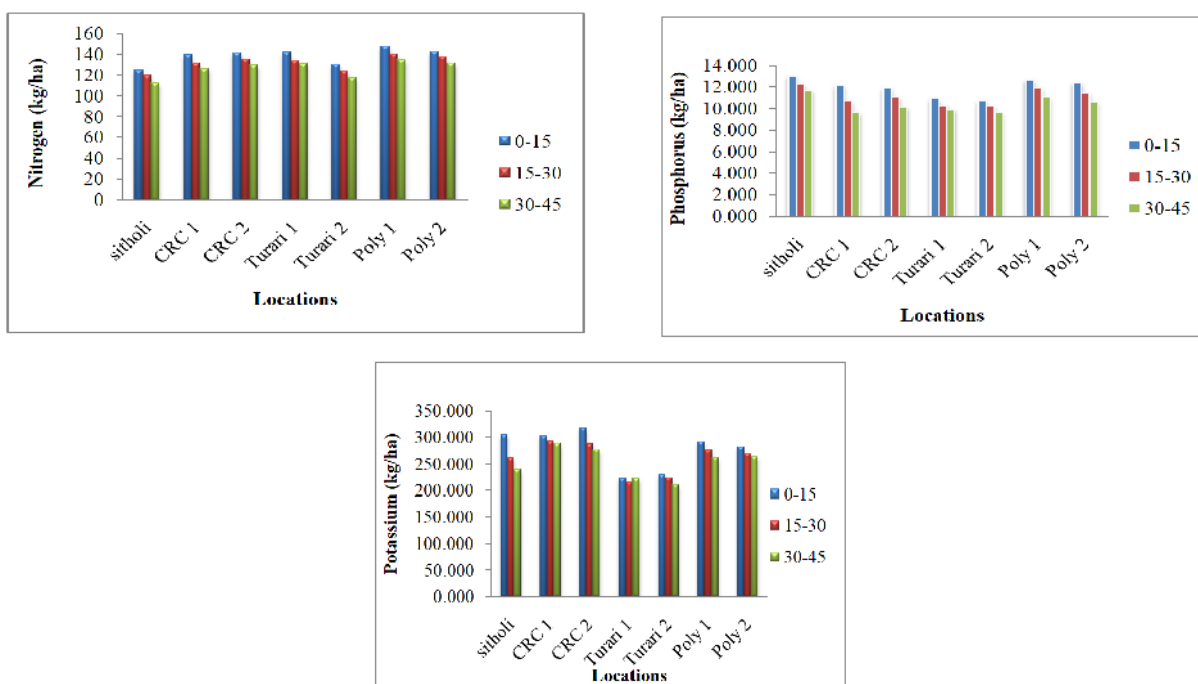 Nitrogen (kg/ha)
160
140
120
100
80
60
40
20
0
sitholi
CRC 1
CRC 2
Turari 1
Turari 2
Poly 1
Poly 2
Locations
0-15
15-30
30-45
Phosphorus (kg/ha)
14.000
12.000
10.000
8.000
6.000
4.000
2.000
0.000
sitholi
CRC 1
CRC 2
Turari 1
Turari 2
Poly 1
Poly 2
Locations
0-15
15-30
30-45
Potassium (kg/ha)
350.000
300.000
250.000
200.000
150.000
100.000
50.000
0.000
sitholi
CRC 1
CRC 2
Turari 1
Turari 2
Poly 1
Poly 2
Locations
0-15
15-30
30-45